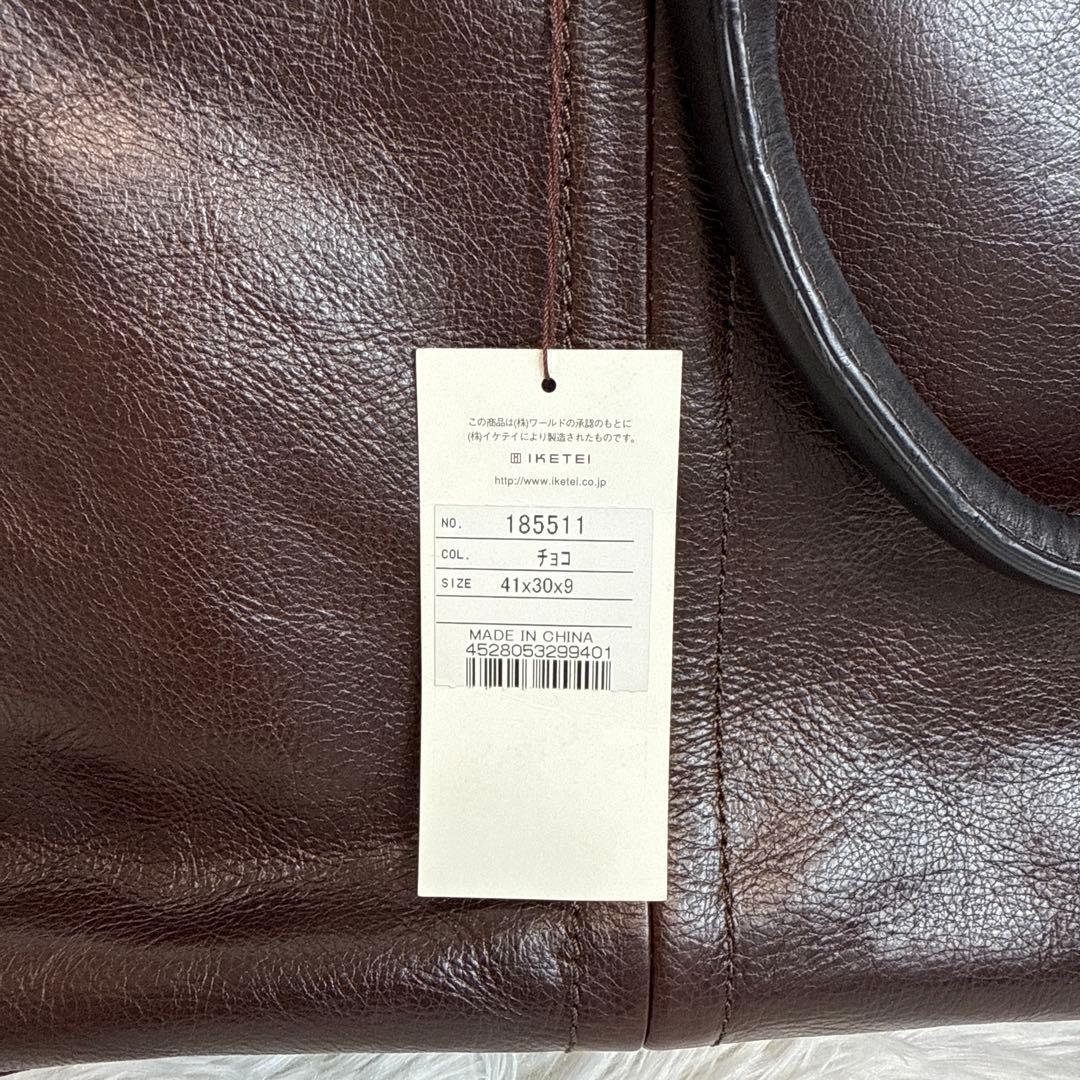 この商品は(株)ワールドの承認のもとに
(株)イケテイにより製造されたものです。
IKETEI
http://www.iketei.co.jp
NO. 185511
COL. チョコ
SIZE 41x30x9
MADE IN CHINA
4528053299401